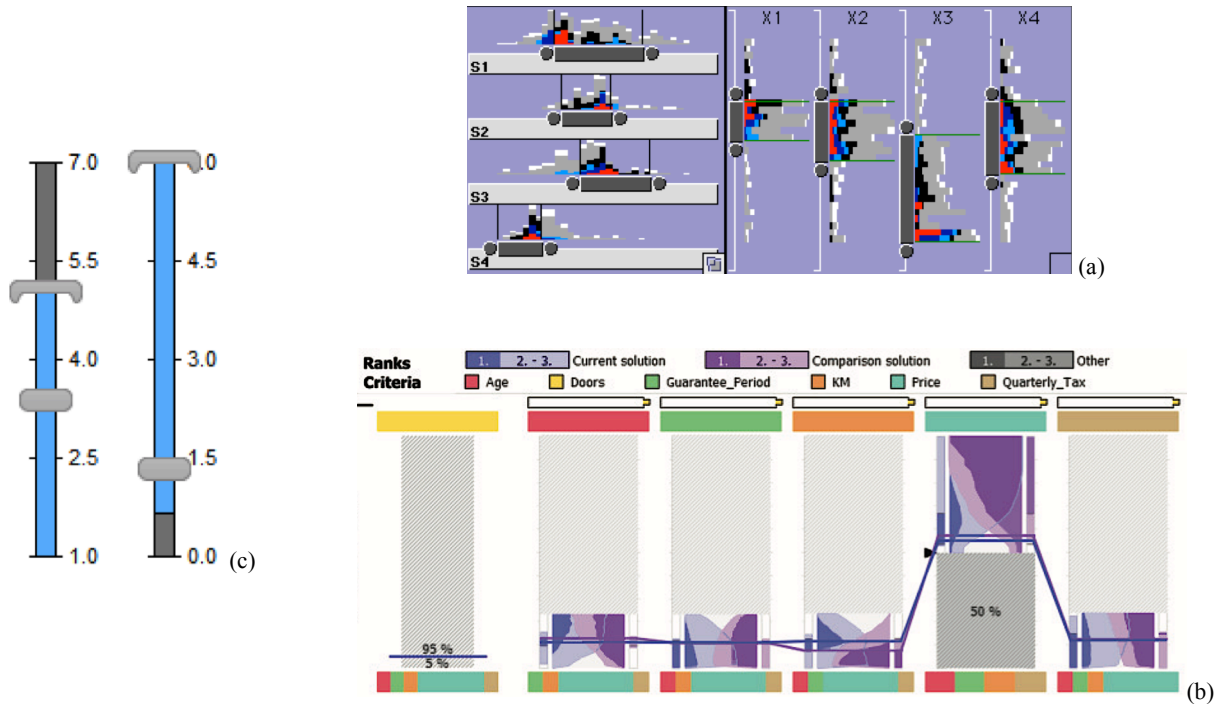 X1 X2 X3 X4
S1
S2
S3
S4
(a)
7.0 .0
5.5 4.5
4.0 3.0
2.5 1.5
1.0 0.0
(c)
Ranks 1. 2. - 3. Current solution 1. 2. - 3. Comparison solution 1. 2. - 3. Other
Criteria Age Doors Guarantee_Period KM Price Quarterly_Tax
50 %
95 %
5 %
(b)